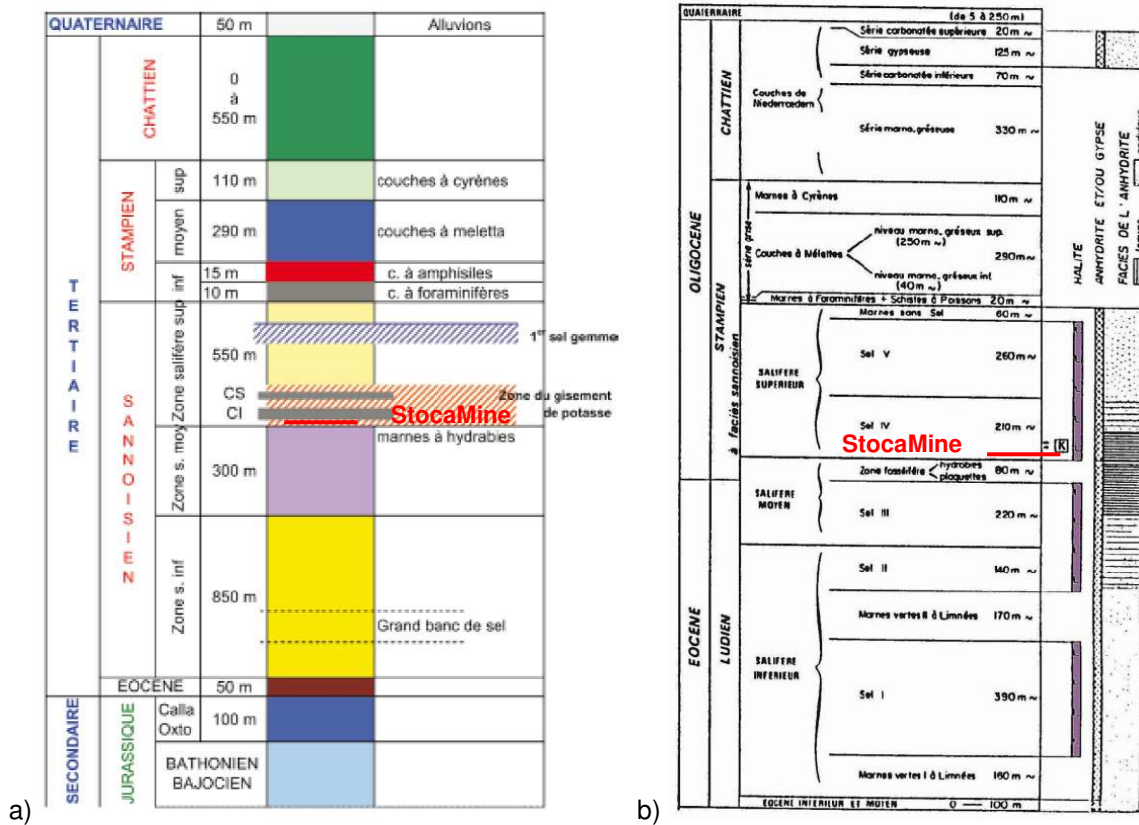 QUATERNAIRE 50 m Alluvions
TERTIAIRE
CHATTIEN
0
à
550 m
STAMPIEN
sup 110 m couches à cyrènes
moyen 290 m couches à meletta
inf 15 m c. à amphisiles
10 m c. à foraminifères
SANNOISIEN
Zone salifère sup
1er sel gemme
550 m
CS Zone du gisement
CI StocaMine de potasse
marnes à hydrabies
Zone s. moy
300 m
Zone s. inf
850 m
Grand banc de sel
EOCENE 50 m
SECONDAIRE
JURASSIQUE
Calla
Oxto
100 m
BATHONIEN
BAJOCIEN
a)
QUATERNAIRE (de 5 à 250 m)
OLIGOCENE
CHATTIEN
Série carbonatée supérieure 20 m ~
Série gypseuse 125 m ~
Série carbonatée inférieure 70 m ~
Couches de
Niederrœdern
Série marno-gréseuse 330 m ~
HALITE
ANHYDRITE ET/OU GYPSE
FACIES DE L'ANHYDRITE
STAMPIEN
à faciès sannoisien
série grise
Marnes à Cyrènes 110 m ~
niveau marno-gréseux sup.
(250 m ~)
Couches à Mélettes 290 m ~
niveau marno-gréseux inf.
(40 m ~)
Marnes à Foraminifères + Schistes à Poissons 20 m ~
Marnes sans Sel 60 m ~
SALIFERE
SUPERIEUR
Sel V 260 m ~
Sel IV 210 m ~
StocaMine
K
EOCENE
LUDIEN
SALIFERE
MOYEN
Zone fossilifère hydrobies
plaquettes
80 m ~
Sel III 220 m ~
SALIFERE
INFERIEUR
Sel II 140 m ~
Marnes vertes II à Limnées 170 m ~
Sel I 390 m ~
Marnes vertes I à Limnées 160 m ~
EOCENE INFERIEUR ET MOYEN 0 — 100 m
b)